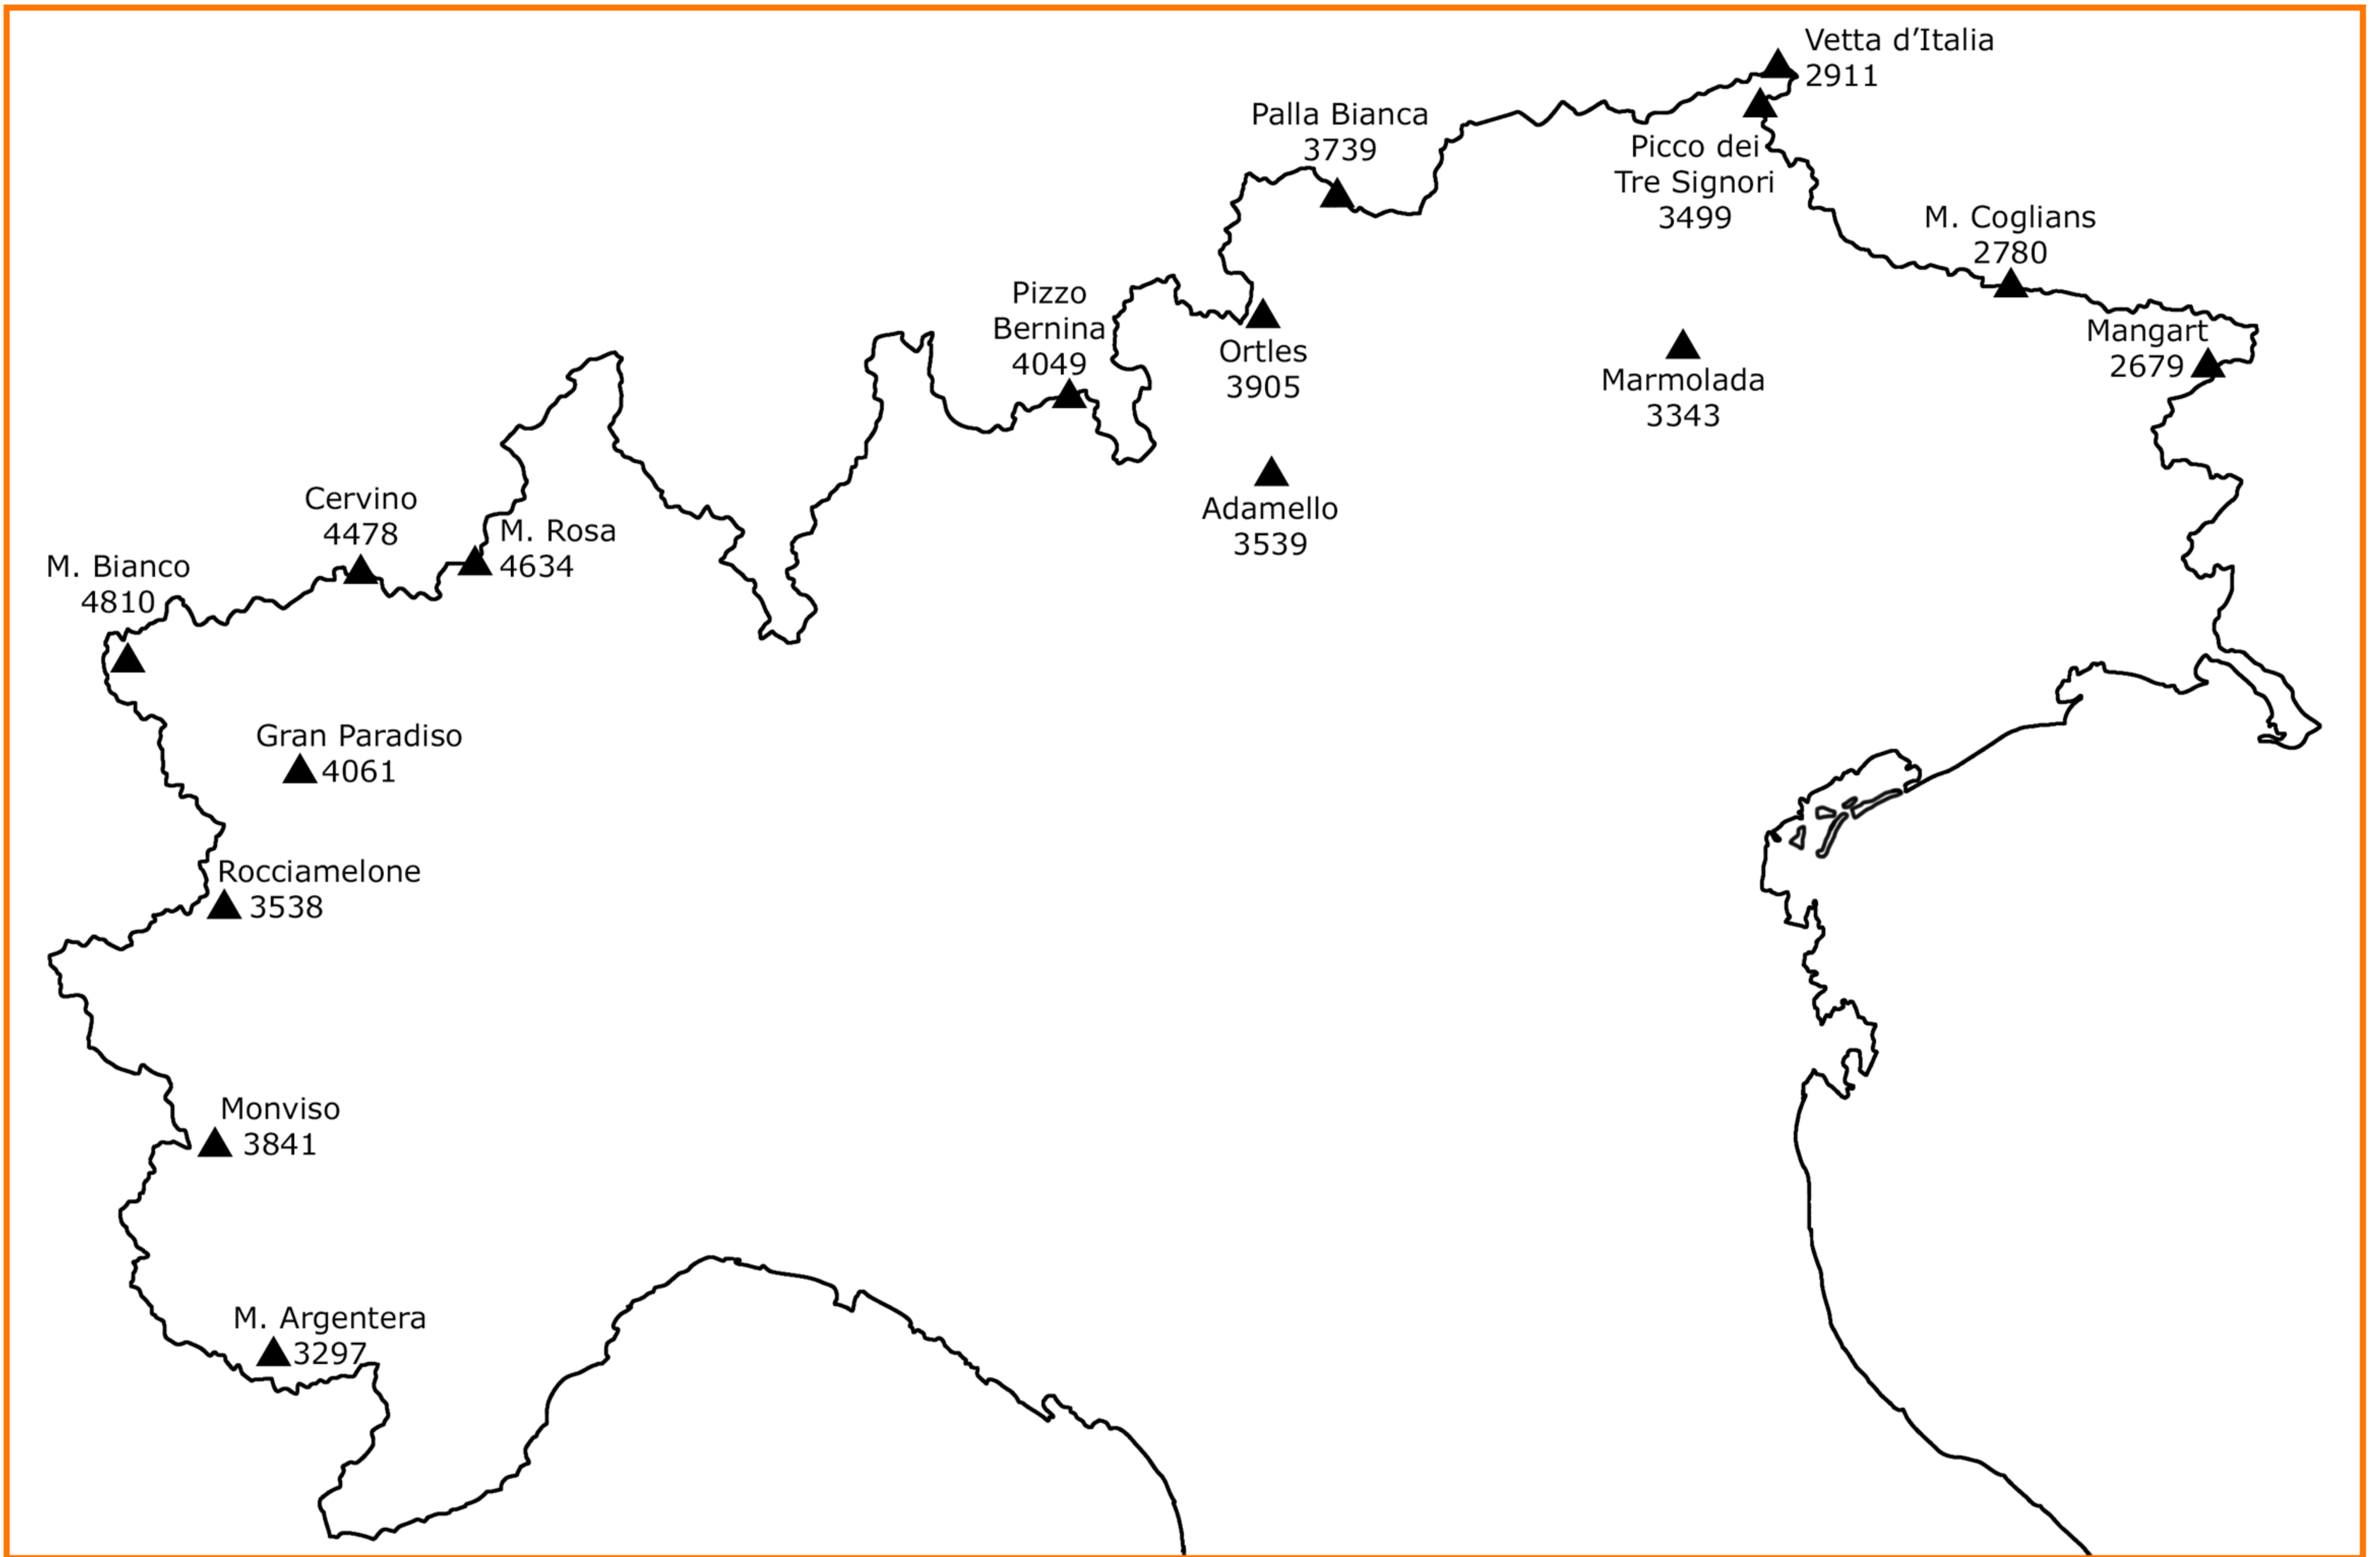 Vetta d’Italia
2911
Palla Bianca
3739
Picco dei
Tre Signori
3499
M. Coglians
2780
Pizzo
Bernina
4049
Mangart
2679
Ortles
3905
Marmolada
3343
Cervino
4478
M. Rosa
4634
Adamello
3539
M. Bianco
4810
Gran Paradiso
4061
Rocciamelone
3538
Monviso
3841
M. Argentera
3297